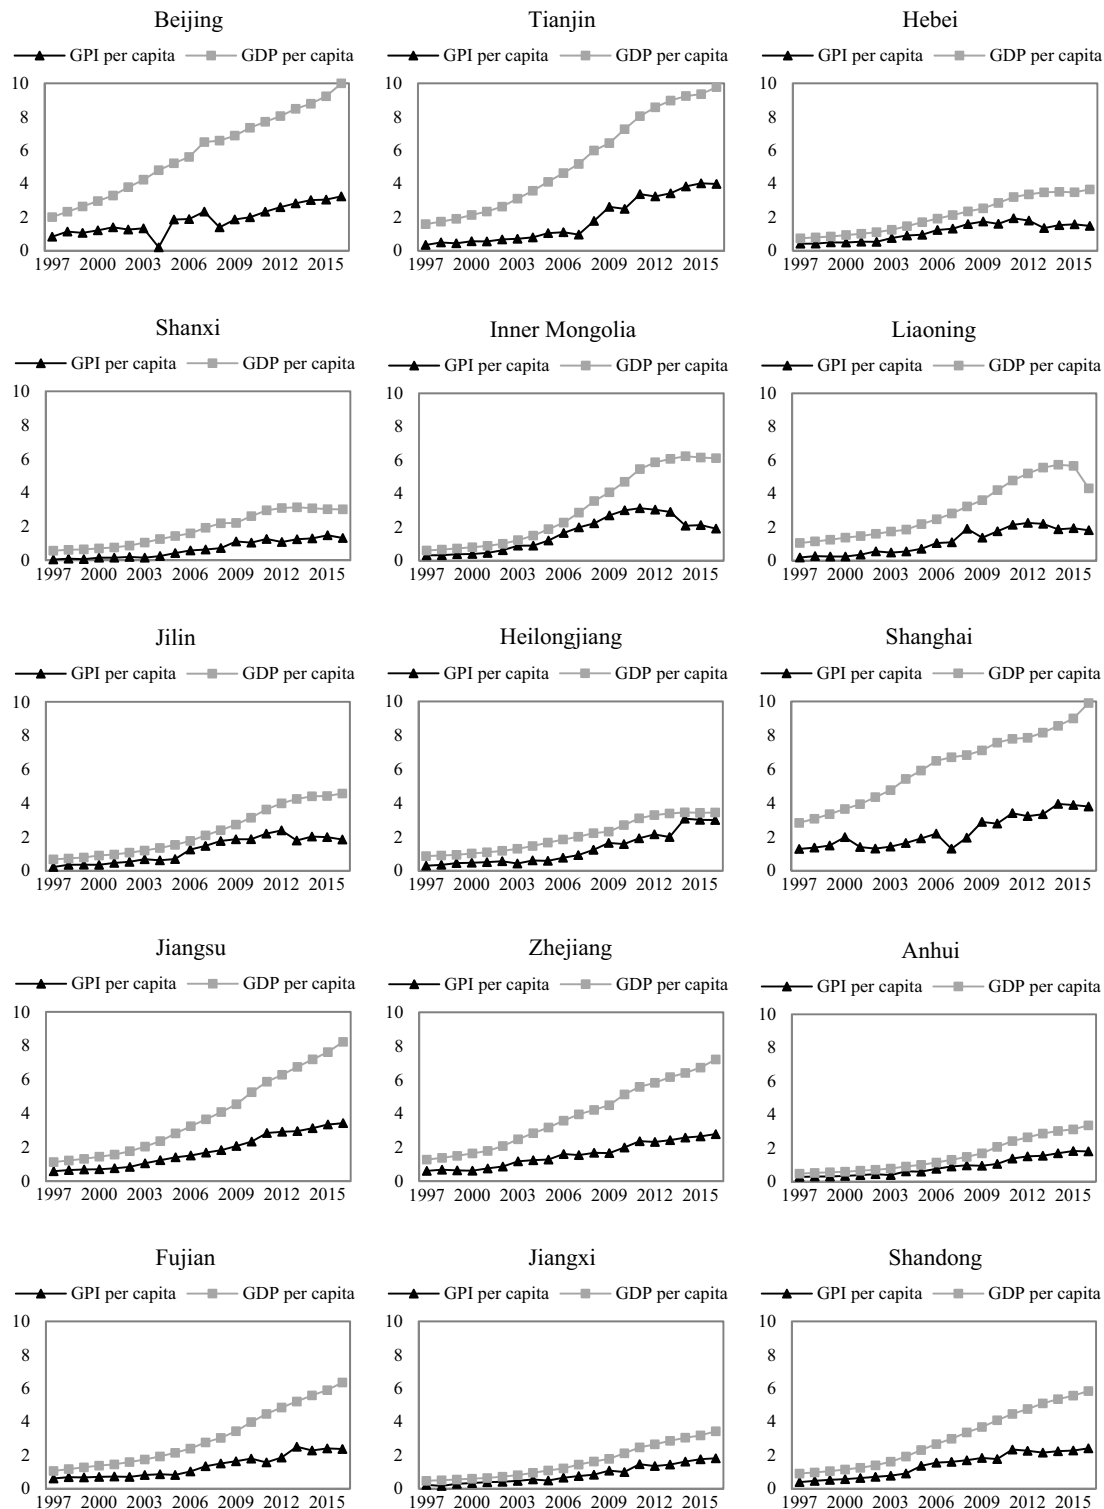 Beijing Tianjin Hebei
GPI per capita GDP per capita GPI per capita GDP per capita GPI per capita GDP per capita
10 10 10
8 8 8
6 6 6
4 4 4
2 2 2
0 0 0
1997 2000 2003 2006 2009 2012 2015 1997 2000 2003 2006 2009 2012 2015 1997 2000 2003 2006 2009 2012 2015
Shanxi Inner Mongolia Liaoning
GPI per capita GDP per capita GPI per capita GDP per capita GPI per capita GDP per capita
10 10 10
8 8 8
6 6 6
4 4 4
2 2 2
0 0 0
1997 2000 2003 2006 2009 2012 2015 1997 2000 2003 2006 2009 2012 2015 1997 2000 2003 2006 2009 2012 2015
Jilin Heilongjiang Shanghai
GPI per capita GDP per capita GPI per capita GDP per capita GPI per capita GDP per capita
10 10 10
8 8 8
6 6 6
4 4 4
2 2 2
0 0 0
1997 2000 2003 2006 2009 2012 2015 1997 2000 2003 2006 2009 2012 2015 1997 2000 2003 2006 2009 2012 2015
Jiangsu Zhejiang Anhui
GPI per capita GDP per capita GPI per capita GDP per capita GPI per capita GDP per capita
10 10 10
8 8 8
6 6 6
4 4 4
2 2 2
0 0 0
1997 2000 2003 2006 2009 2012 2015 1997 2000 2003 2006 2009 2012 2015 1997 2000 2003 2006 2009 2012 2015
Fujian Jiangxi Shandong
GPI per capita GDP per capita GPI per capita GDP per capita GPI per capita GDP per capita
10 10 10
8 8 8
6 6 6
4 4 4
2 2 2
0 0 0
1997 2000 2003 2006 2009 2012 2015 1997 2000 2003 2006 2009 2012 2015 1997 2000 2003 2006 2009 2012 2015